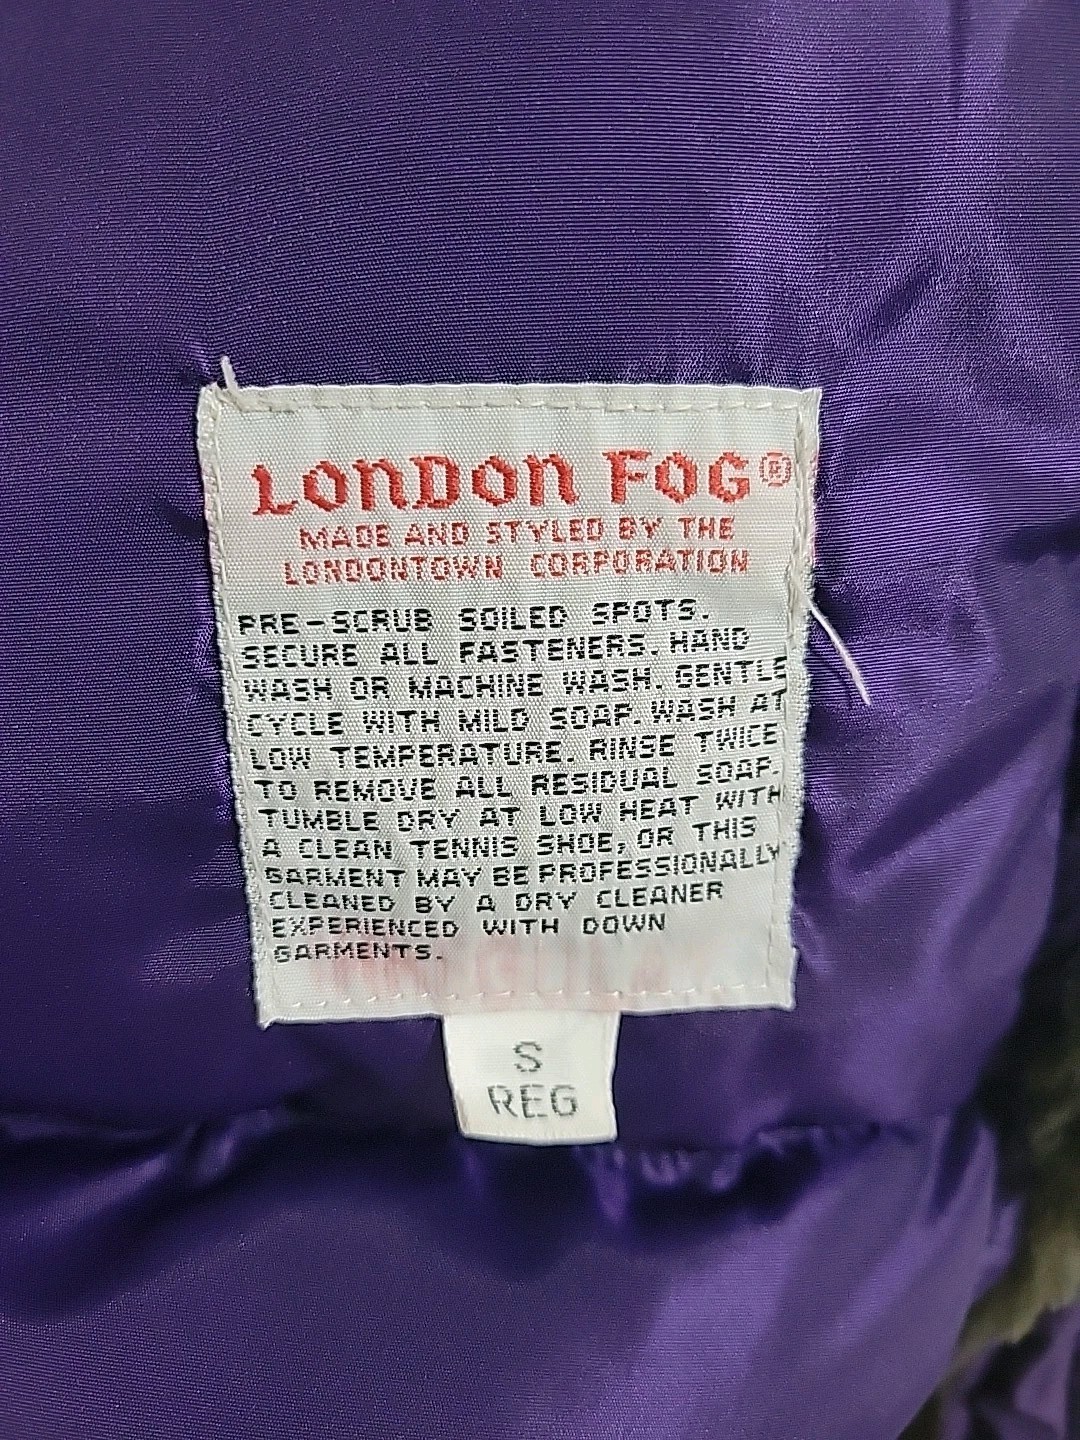 LONDON FOG®
MADE AND STYLED BY THE
LONDONTOWN CORPORATION
PRE-SCRUB SOILED SPOTS.
SECURE ALL FASTENERS. HAND
WASH OR MACHINE WASH. GENTLE
CYCLE WITH MILD SOAP. WASH AT
LOW TEMPERATURE. RINSE TWICE
TO REMOVE ALL RESIDUAL SOAP.
TUMBLE DRY AT LOW HEAT WITH
A CLEAN TENNIS SHOE, OR THIS
GARMENT MAY BE PROFESSIONALLY
CLEANED BY A DRY CLEANER
EXPERIENCED WITH DOWN
GARMENTS.
S
REG